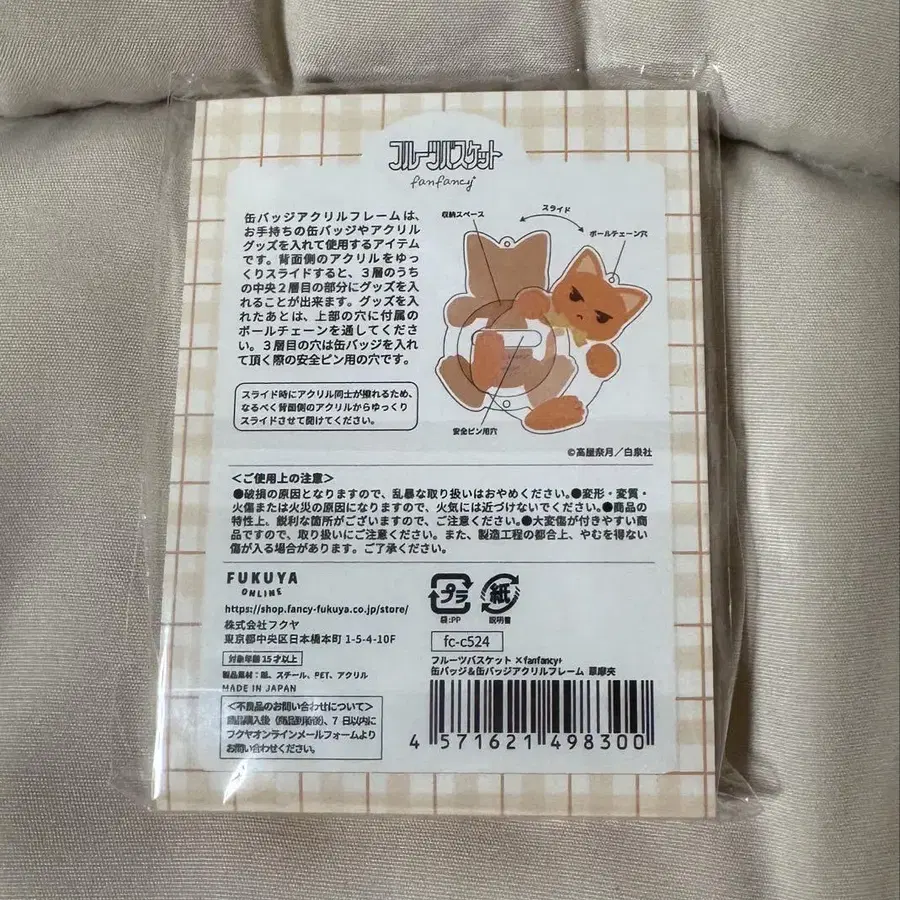 フルーツバスケット
fanfancy+
缶バッジアクリルフレームは、
お手持ちの缶バッジやアクリル
グッズを入れて使用するアイテム
です。背面側のアクリルをゆっ
くりスライドすると、3層のうち
の中央2層目の部分にグッズを入
れることが出来ます。グッズを入
れたあとは、上部の穴に付属の
ボールチェーンを通してくださ
い。3層目の穴は缶バッジを入れ
て頂く際の安全ピン用の穴です。
スライド時にアクリル同士が擦れるため、
なるべく背面側のアクリルからゆっくり
スライドさせて開けてください。
収納スペース
スライド
ボールチェーン穴
安全ピン用穴
©高屋奈月/白泉社
<ご使用上の注意>
●破損の原因となりますので、乱暴な取り扱いはおやめください。●変形・変質・
火傷または火災の原因になりますので、火気には近づけないでください。●商品の
特性上、鋭利な箇所がございますので、ご注意ください。●大変傷が付きやすい商
品ですので、取り扱いにご注意ください。また、製造工程の都合上、やむを得ない
傷が入る場合があります。ご了承ください。
FUKUYA
ONLINE
https://shop.fancy-fukuya.co.jp/store/
株式会社フクヤ
東京都中央区日本橋本町 1-5-4-10F
対象年齢 15才以上
製品素材：紙、スチール、PET、アクリル
MADE IN JAPAN
<不良品のお問い合わせについて>
商品購入後(商品到着後)、7日以内に
フクヤオンラインメールフォームより
お問い合わせください。
プラ
袋:PP
紙
説明書
fc-c524
フルーツバスケット×fanfancy+
缶バッジ&缶バッジアクリルフレーム 草摩夾
4 571621 498300